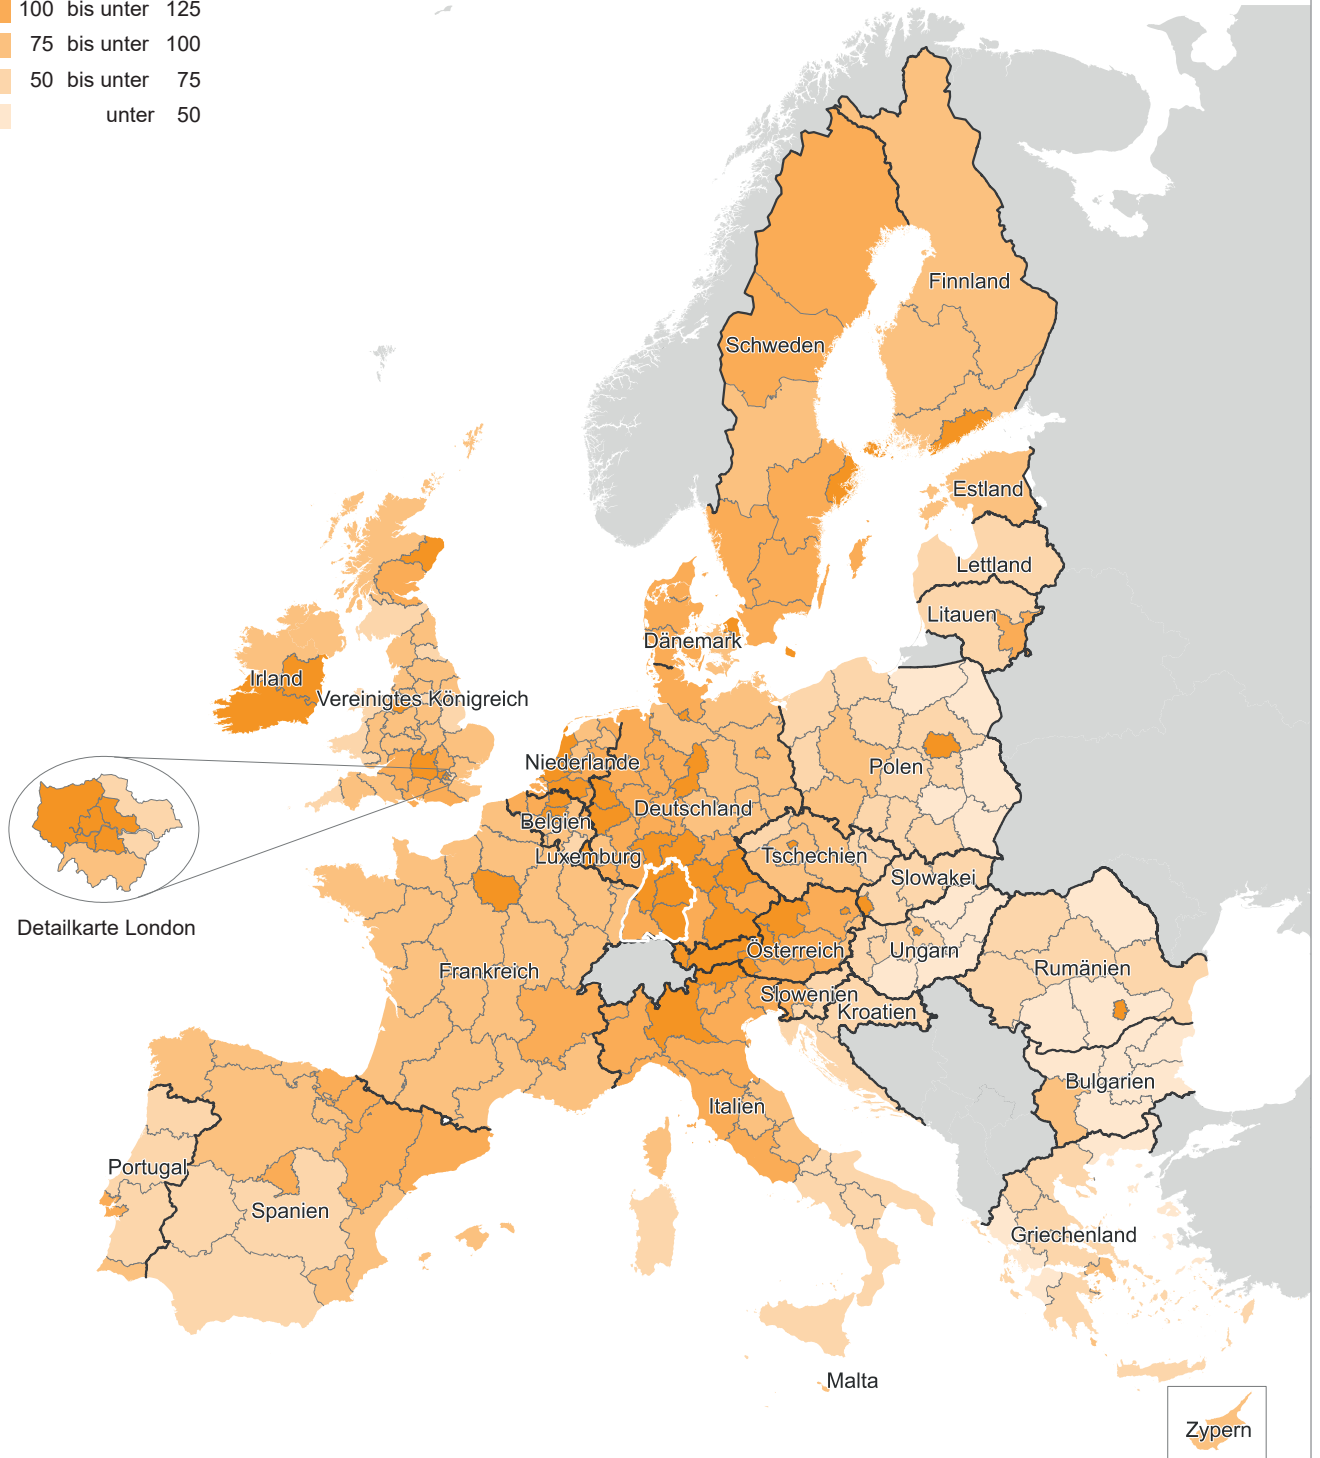 100 bis unter 125
75 bis unter 100
50 bis unter 75
unter 50
Finnland
Schweden
Estland
Lettland
Litauen
Dänemark
Irland
Vereinigtes Königreich
Niederlande
Polen
Deutschland
Belgien
Luxemburg
Tschechien
Slowakei
Detailkarte London
Österreich
Ungarn
Frankreich
Rumänien
Slowenien
Kroatien
Bulgarien
Italien
Portugal
Spanien
Griechenland
Malta
Zypern